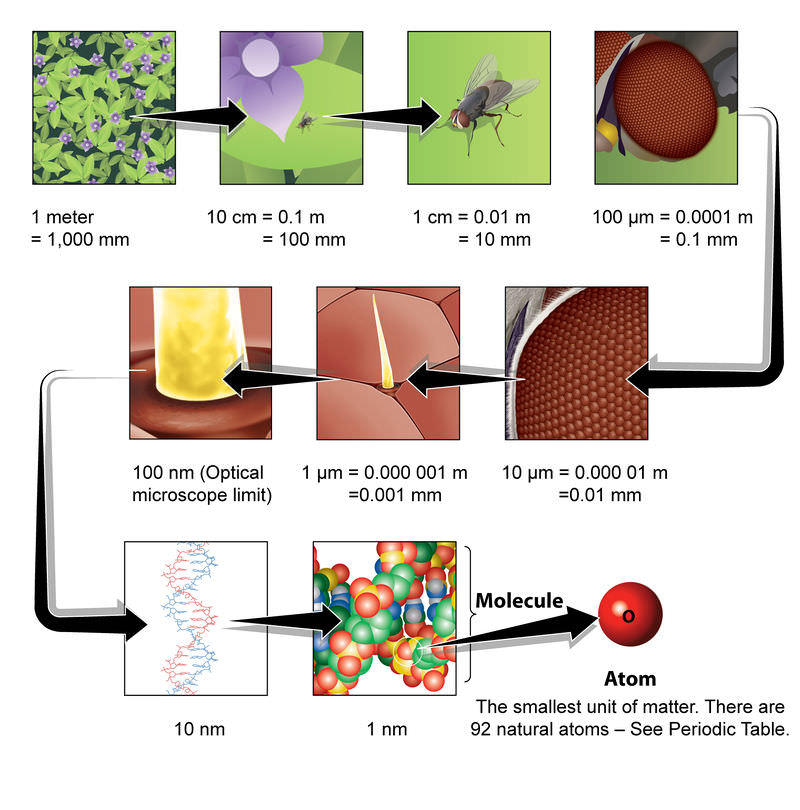 1 meter
= 1,000 mm
10 cm = 0.1 m
= 100 mm
1 cm = 0.01 m
= 10 mm
100 µm = 0.0001 m
= 0.1 mm
100 nm (Optical
microscope limit)
1 µm = 0.000 001 m
=0.001 mm
10 µm = 0.000 01 m
=0.01 mm
10 nm
1 nm
Molecule
O
Atom
The smallest unit of matter. There are
92 natural atoms – See Periodic Table.